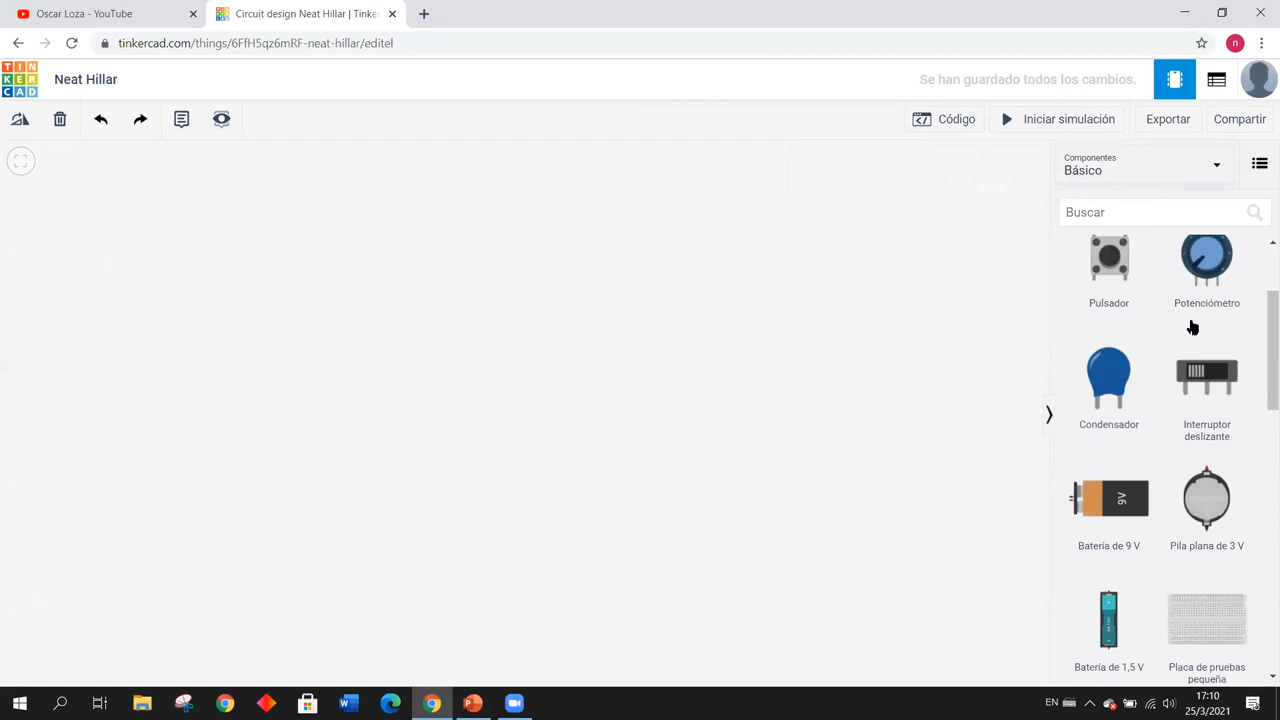 Oscar Loza - YouTube
Circuit design Neat Hillar | Tinke
tinkercad.com/things/6FfH5qz6mRF-neat-hillar/editel
n
TIN
KER
CAD
Neat Hillar
Se han guardado todos los cambios.
Código
Iniciar simulación
Exportar
Compartir
Componentes
Básico
Buscar
Pulsador
Potenciómetro
Condensador
Interruptor
deslizante
9V
Batería de 9 V
Pila plana de 3 V
Batería de 1,5 V
Placa de pruebas
pequeña
EN
17:10
25/3/2021